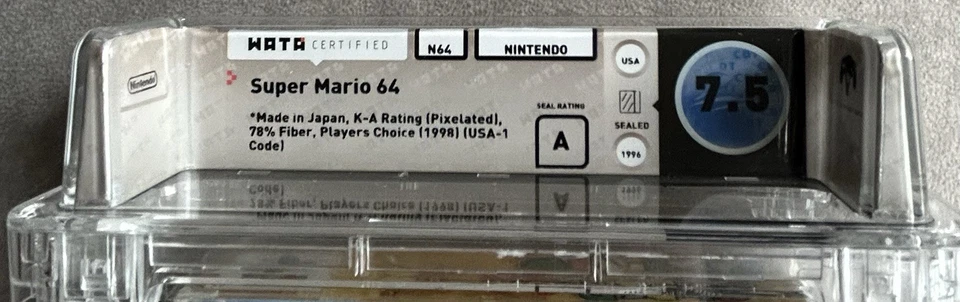 WATA CERTIFIED
N64
NINTENDO
Nintendo
Super Mario 64
*Made in Japan, K-A Rating (Pixelated),
78% Fiber, Players Choice (1998) (USA-1
Code)
SEAL RATING
A
USA
SEALED
1996
7.5